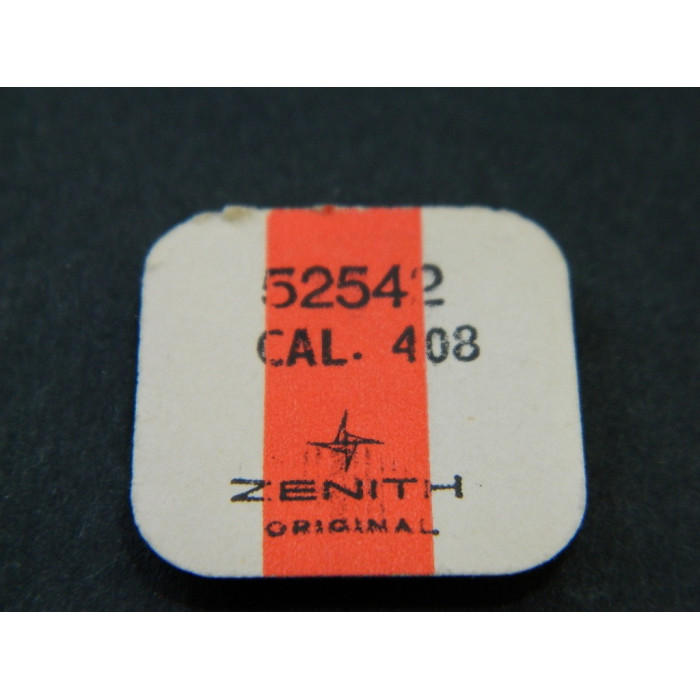 52542
CAL. 408
ZENITH
ORIGINAL